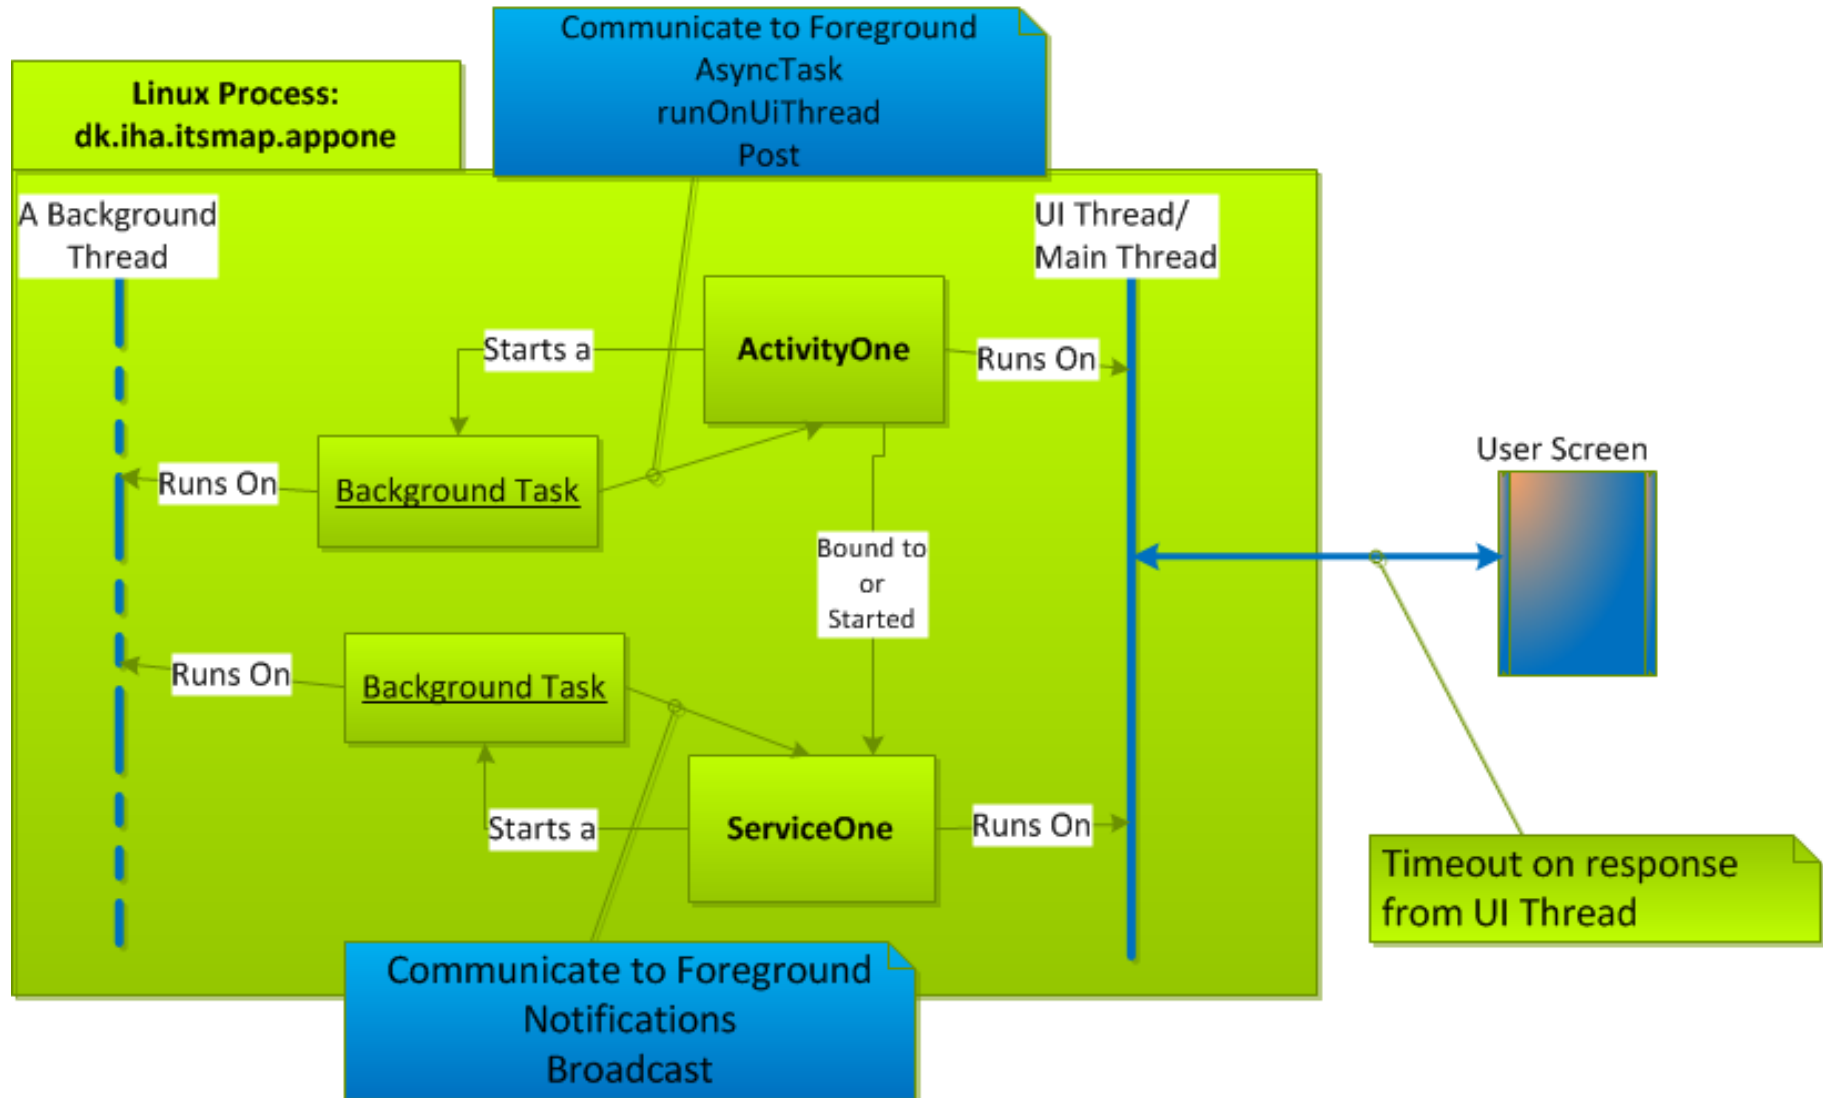 Communicate to Foreground
AsyncTask
runOnUiThread
Post
Linux Process:
dk.iha.itsmap.appone
A Background
Thread
UI Thread/
Main Thread
Starts a
ActivityOne
Runs On
Runs On
Background Task
User Screen
Bound to
or
Started
Runs On
Background Task
Starts a
ServiceOne
Runs On
Timeout on response
from UI Thread
Communicate to Foreground
Notifications
Broadcast